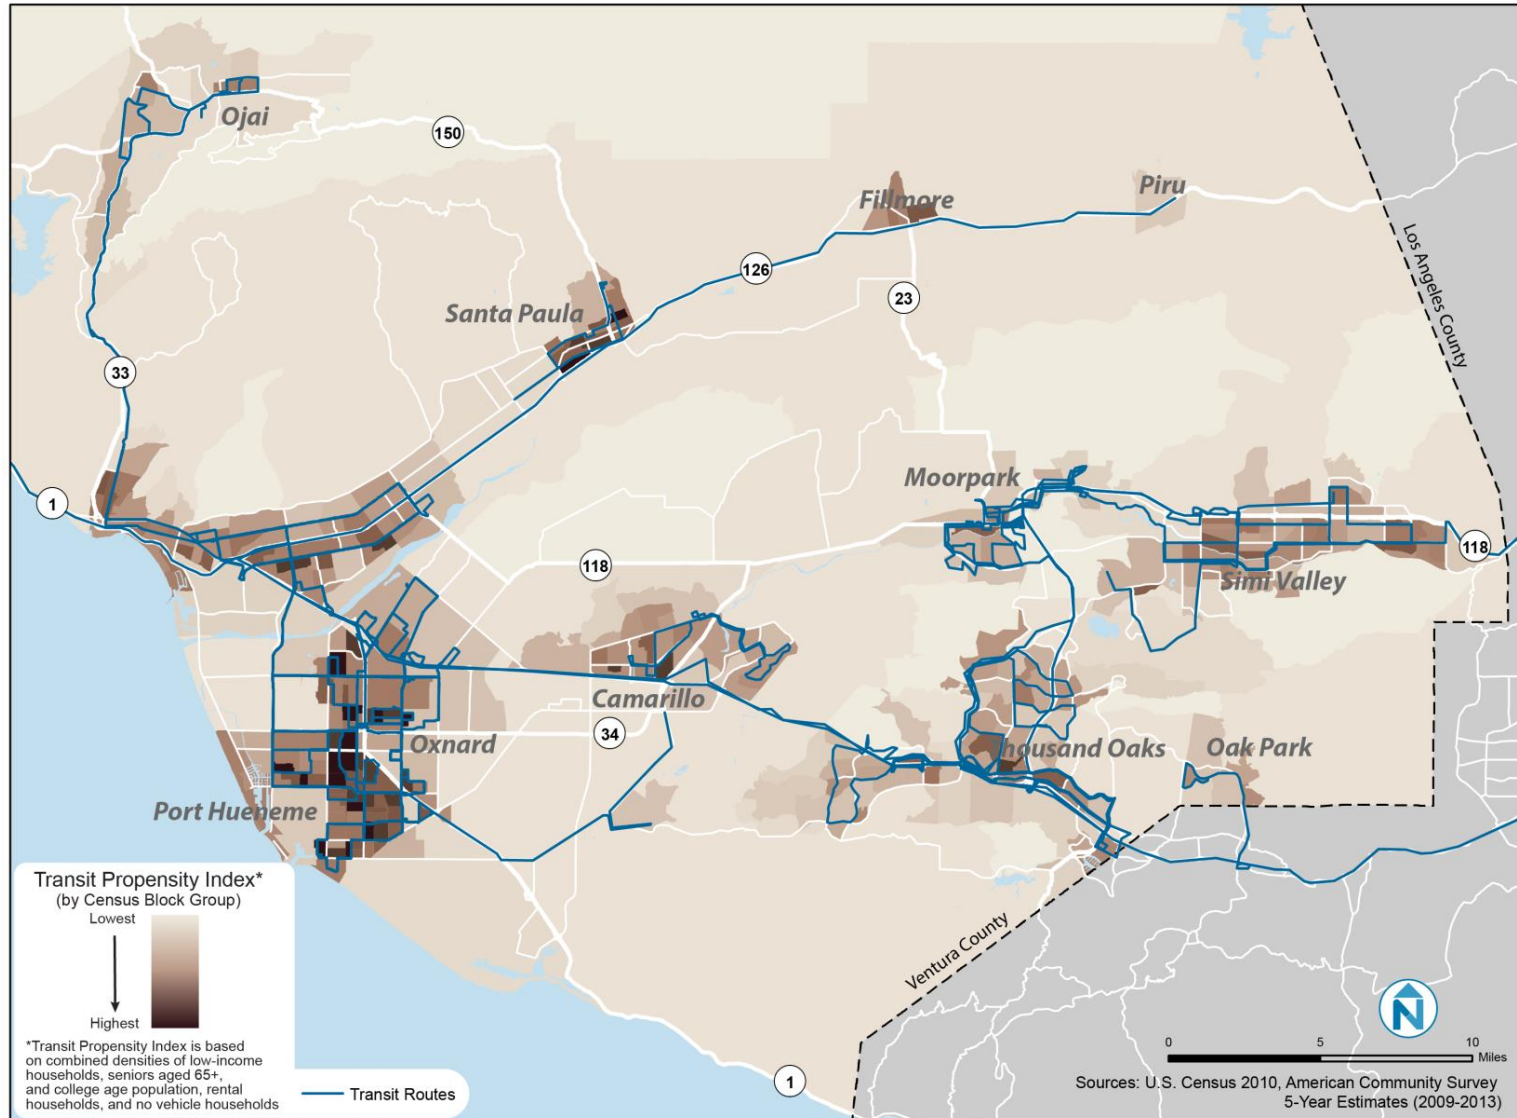 Ojai
150
Fillmore
Piru
Los Angeles County
126
Santa Paula
23
33
Moorpark
1
118
118
Simi Valley
Camarillo
34
Oxnard
Thousand Oaks
Oak Park
Port Hueneme
Ventura County
1
Transit Propensity Index*
(by Census Block Group)
Lowest
Highest
*Transit Propensity Index is based
on combined densities of low-income
households, seniors aged 65+,
and college age population, rental
households, and no vehicle households
Transit Routes
N
0 5 10
Miles
Sources: U.S. Census 2010, American Community Survey
5-Year Estimates (2009-2013)